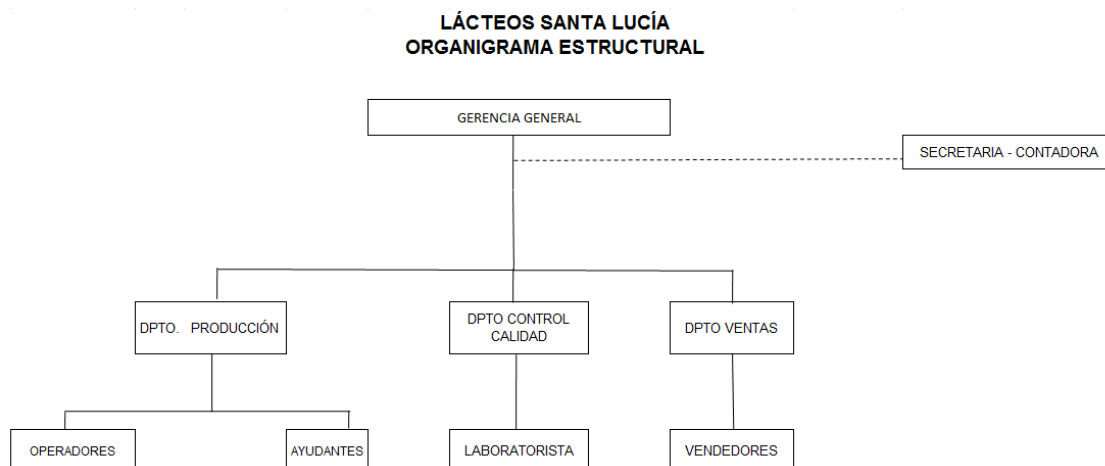 LÁCTEOS SANTA LUCÍA
ORGANIGRAMA ESTRUCTURAL
GERENCIA GENERAL
SECRETARIA - CONTADORA
DPTO. PRODUCCIÓN
DPTO CONTROL
CALIDAD
DPTO VENTAS
OPERADORES
AYUDANTES
LABORATORISTA
VENDEDORES